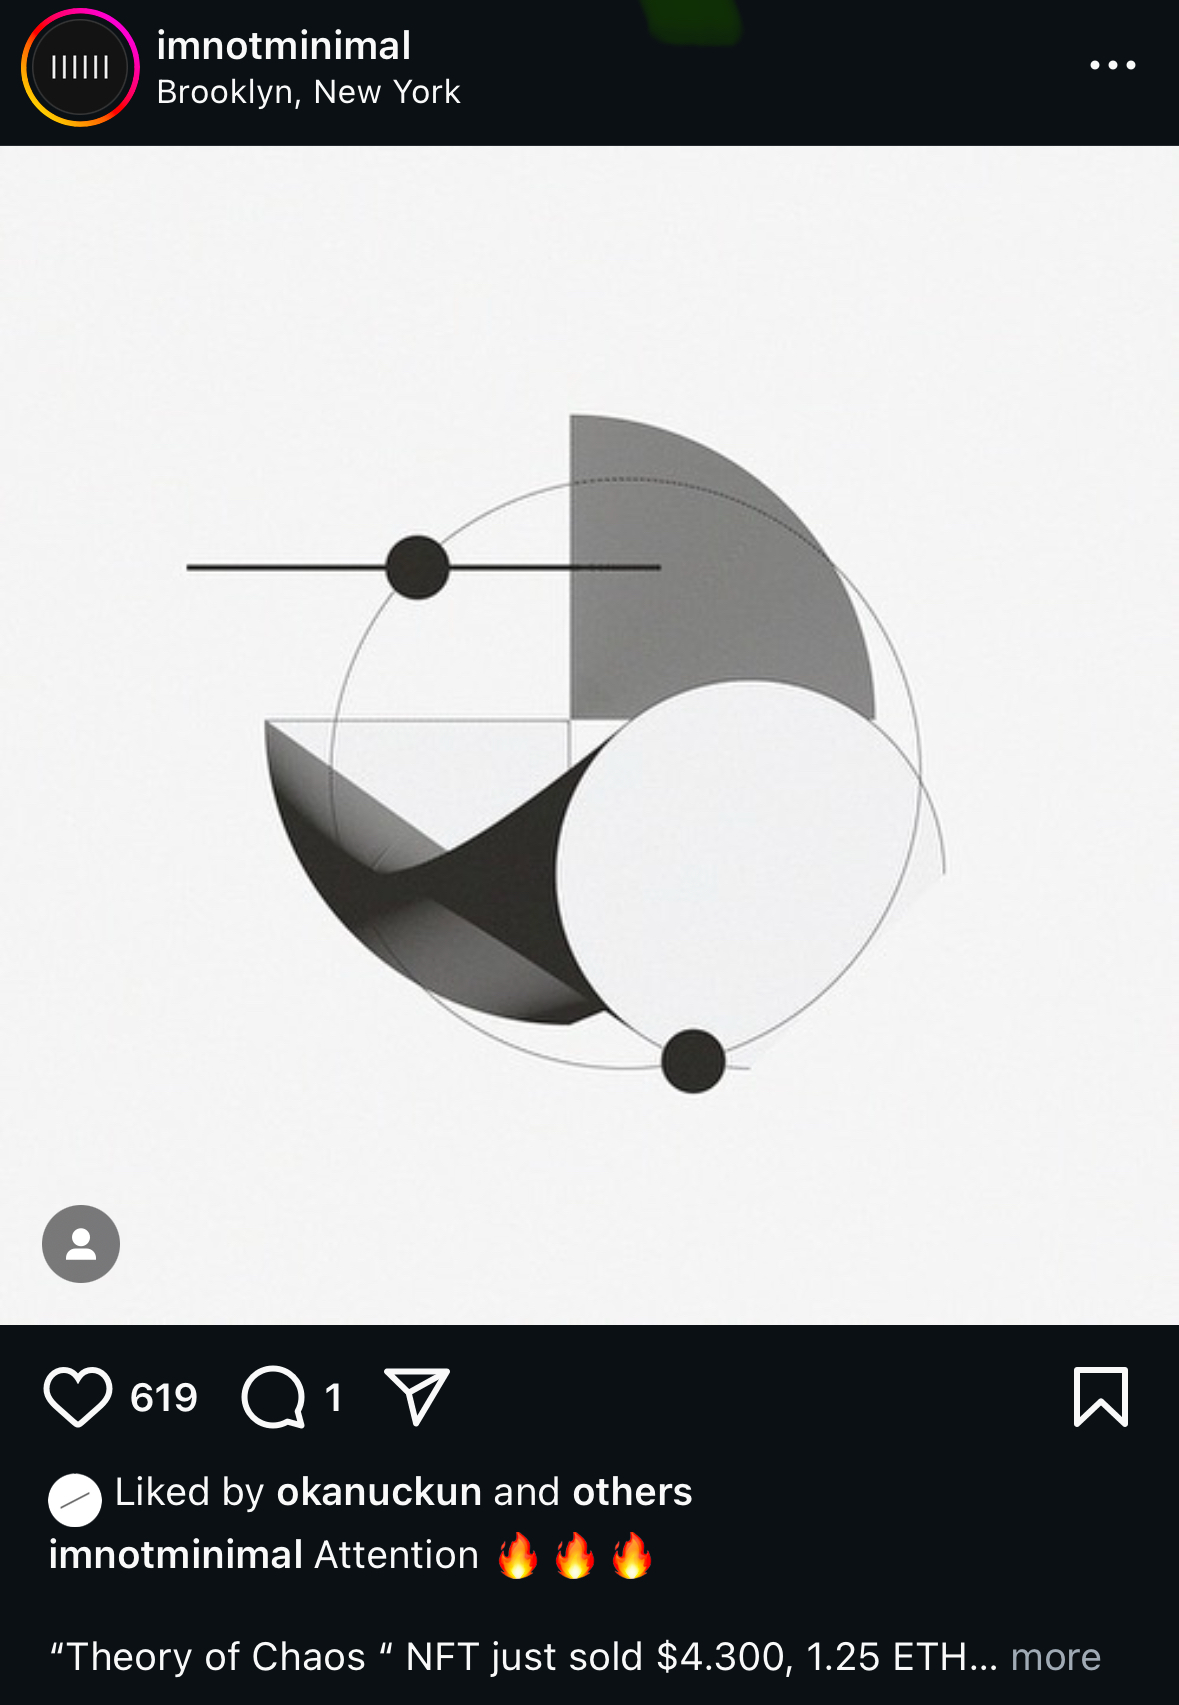 imnotminimal
Brooklyn, New York
619
1
Liked by okanuckun and others
imnotminimal Attention 🔥🔥🔥
“Theory of Chaos “ NFT just sold $4.300, 1.25 ETH... more